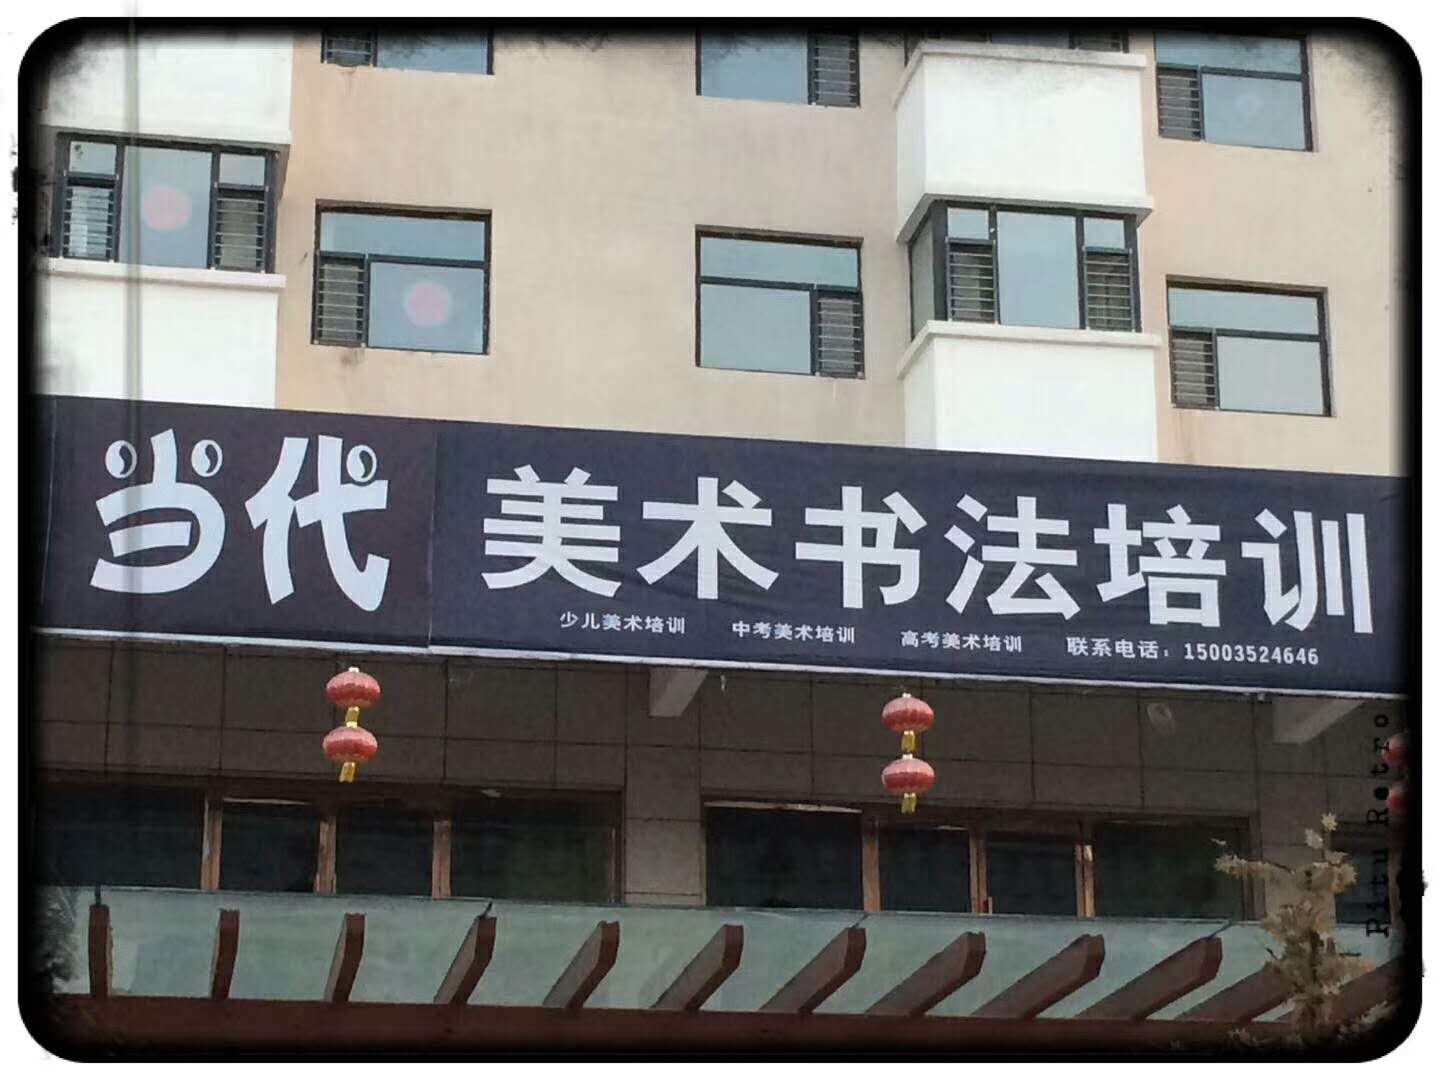 当代 美术书法培训
少儿美术培训 中考美术培训 高考美术培训 联系电话：15003524646
Pitu Retro